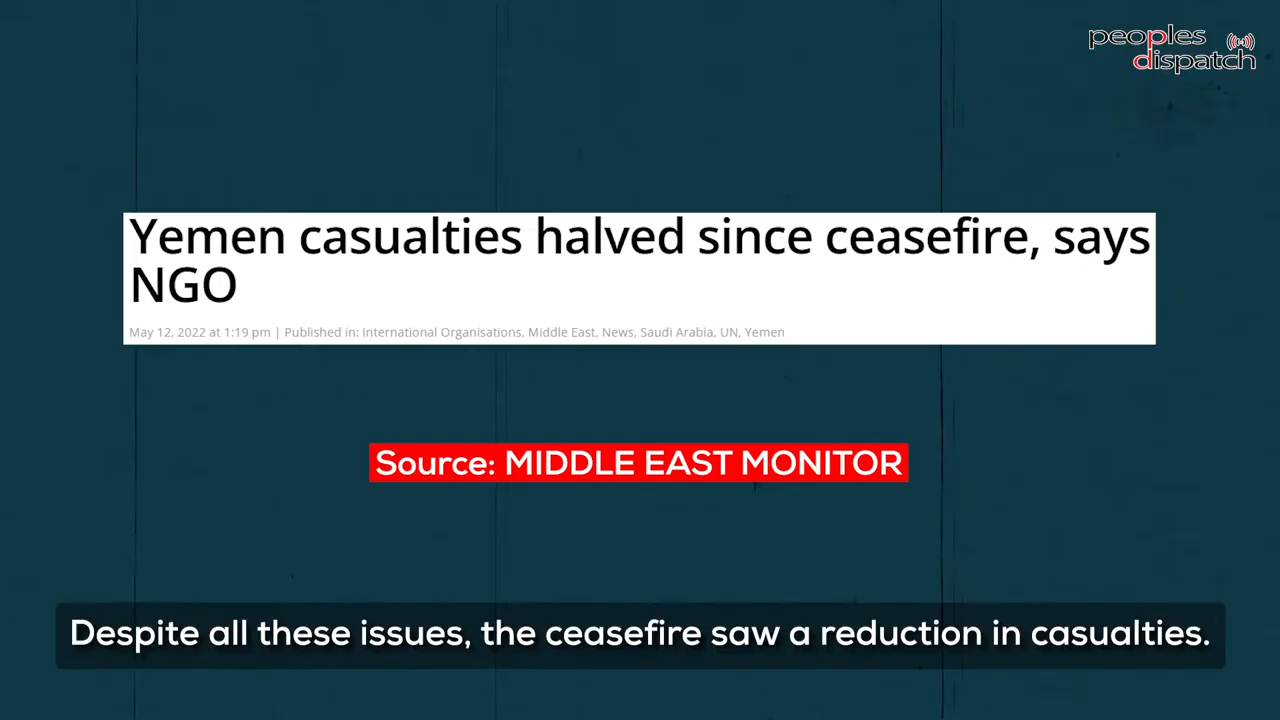 peoples
dispatch
Yemen casualties halved since ceasefire, says
NGO
May 12, 2022 at 1:19 pm | Published in: International Organisations, Middle East, News, Saudi Arabia, UN, Yemen
Source: MIDDLE EAST MONITOR
Despite all these issues, the ceasefire saw a reduction in casualties.